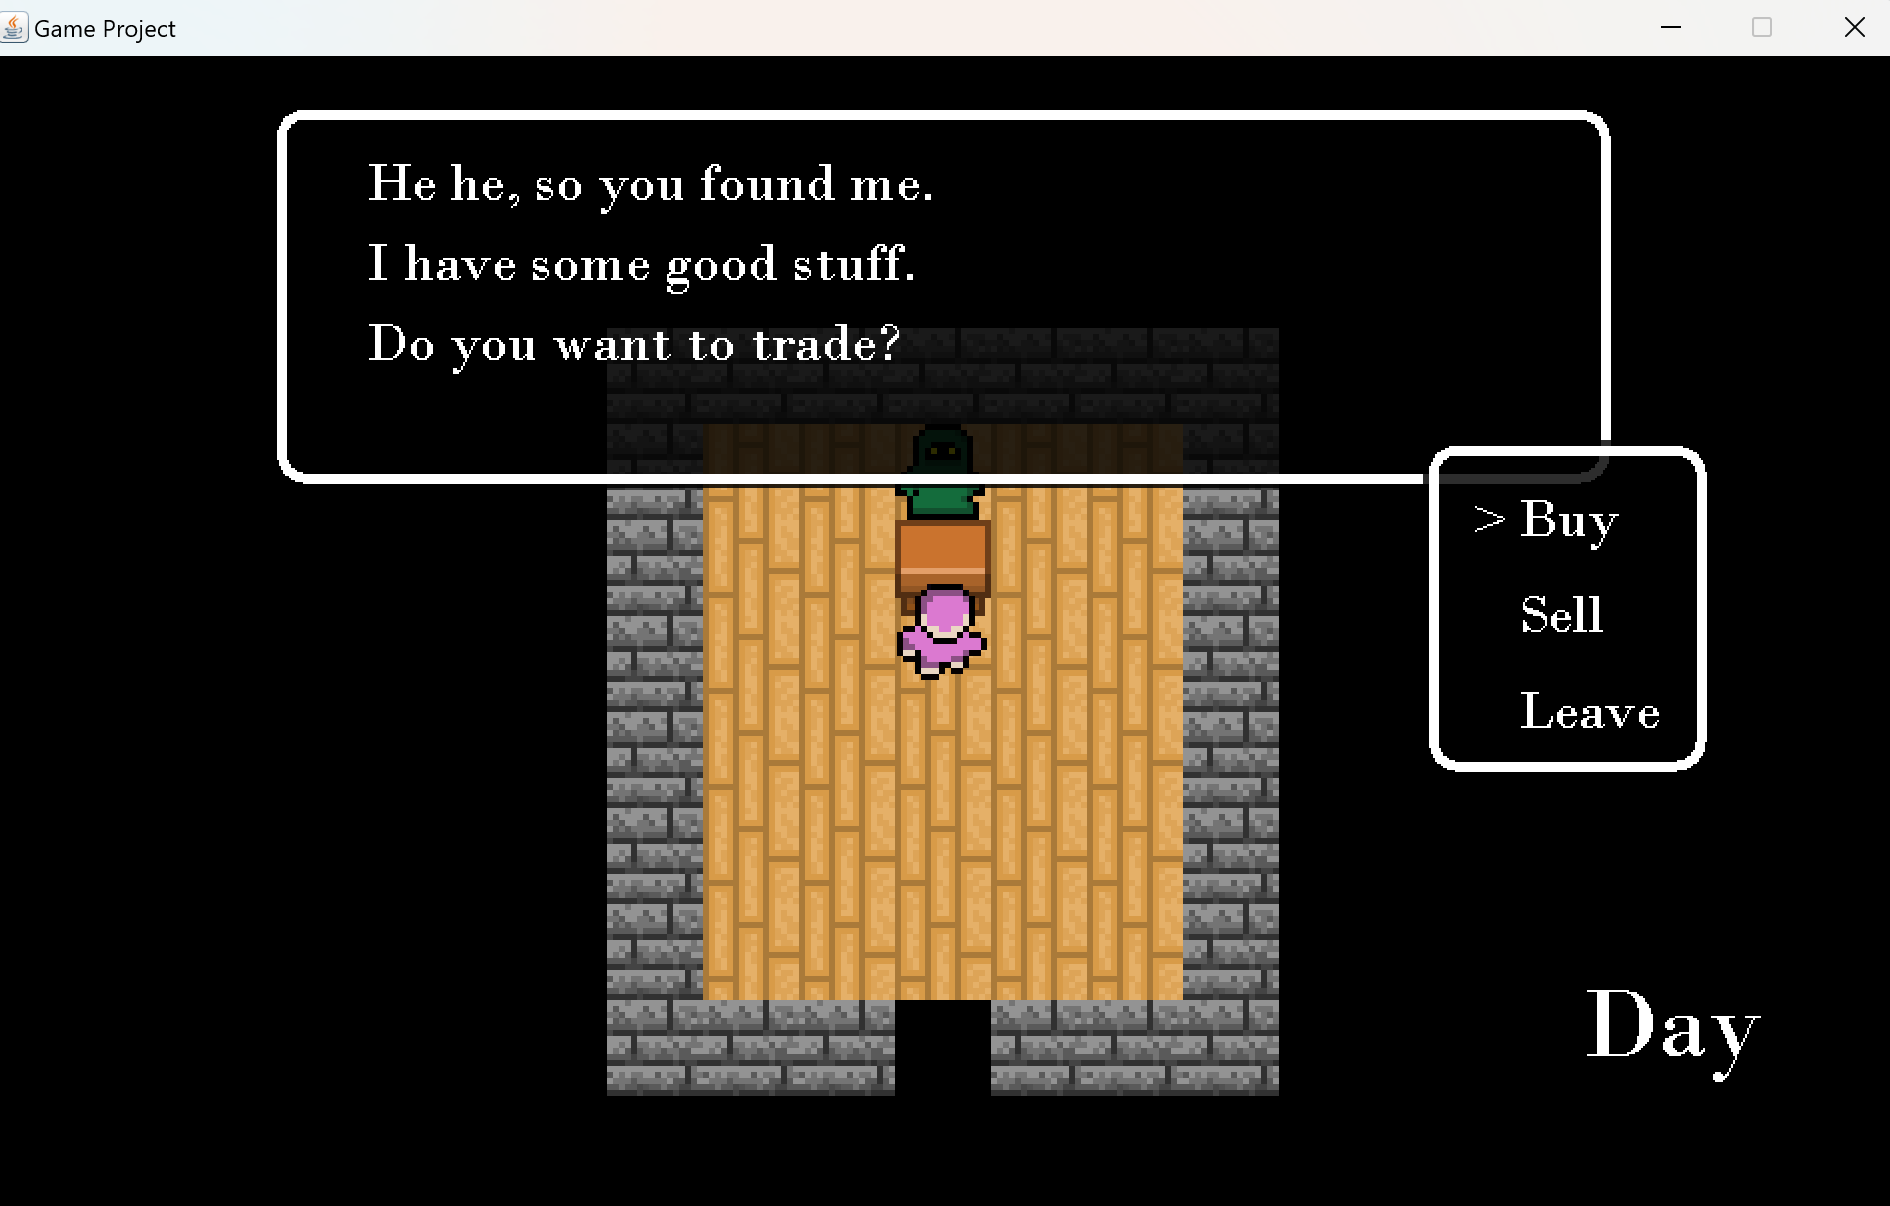 Game Project
He he, so you found me.
I have some good stuff.
Do you want to trade?
> Buy
Sell
Leave
Day